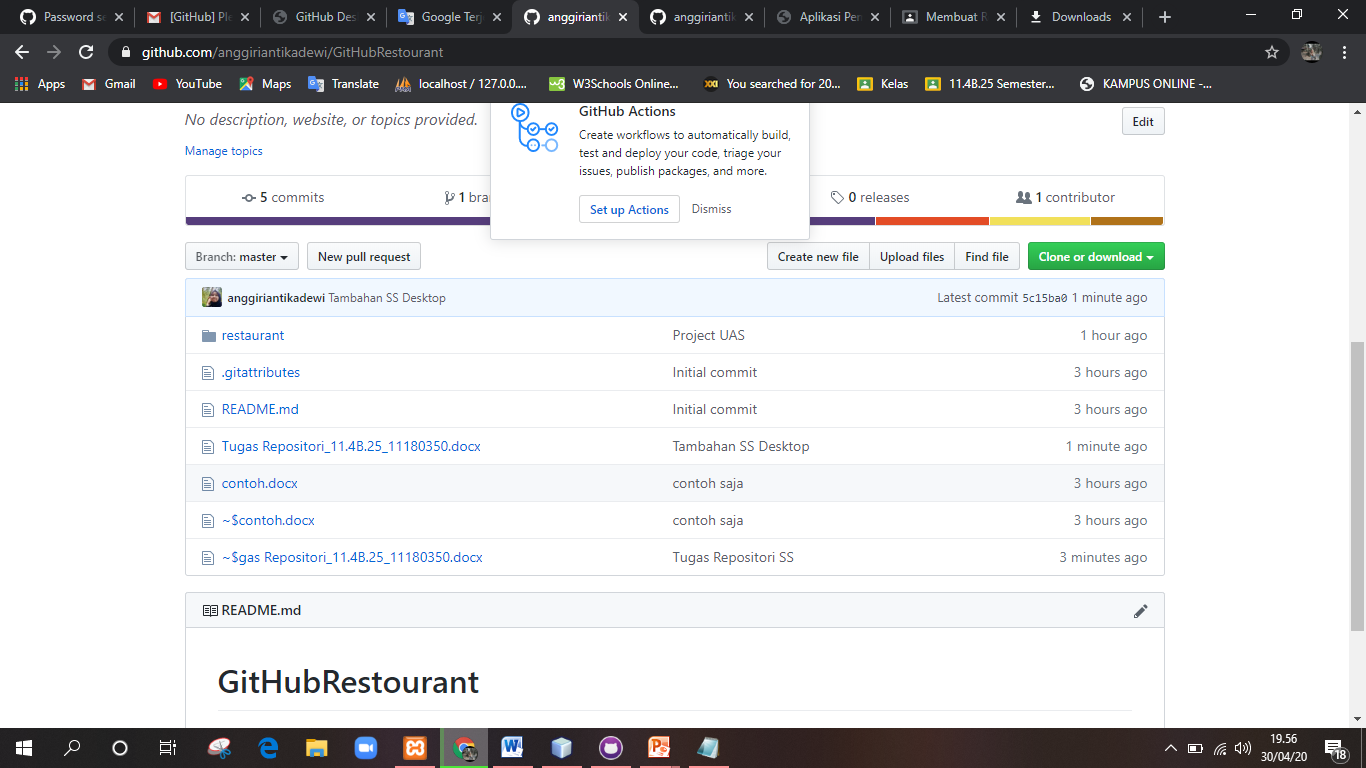 Password se
[GitHub] Ple
GitHub Des
Google Terj
anggiriantik
anggiriantik
Aplikasi Pen
Membuat R
Downloads
github.com/anggiriantikadewi/GitHubRestourant
Apps
Gmail
YouTube
Maps
Translate
localhost / 127.0.0....
W3Schools Online...
You searched for 20...
Kelas
11.4B.25 Semester...
KAMPUS ONLINE -...
No description, website, or topics provided.
Edit
Manage topics
GitHub Actions
Create workflows to automatically build,
test and deploy your code, triage your
issues, publish packages, and more.
Set up Actions Dismiss
5 commits
1 bra
0 releases
1 contributor
Branch: master
New pull request
Create new file
Upload files
Find file
Clone or download
anggiriantikadewi Tambahan SS Desktop Latest commit 5c15ba0 1 minute ago
restaurant Project UAS 1 hour ago
.gitattributes Initial commit 3 hours ago
README.md Initial commit 3 hours ago
Tugas Repositori_11.4B.25_11180350.docx Tambahan SS Desktop 1 minute ago
contoh.docx contoh saja 3 hours ago
~$contoh.docx contoh saja 3 hours ago
~$gas Repositori_11.4B.25_11180350.docx Tugas Repositori SS 3 minutes ago
README.md
GitHubRestourant
19.56
30/04/20
18